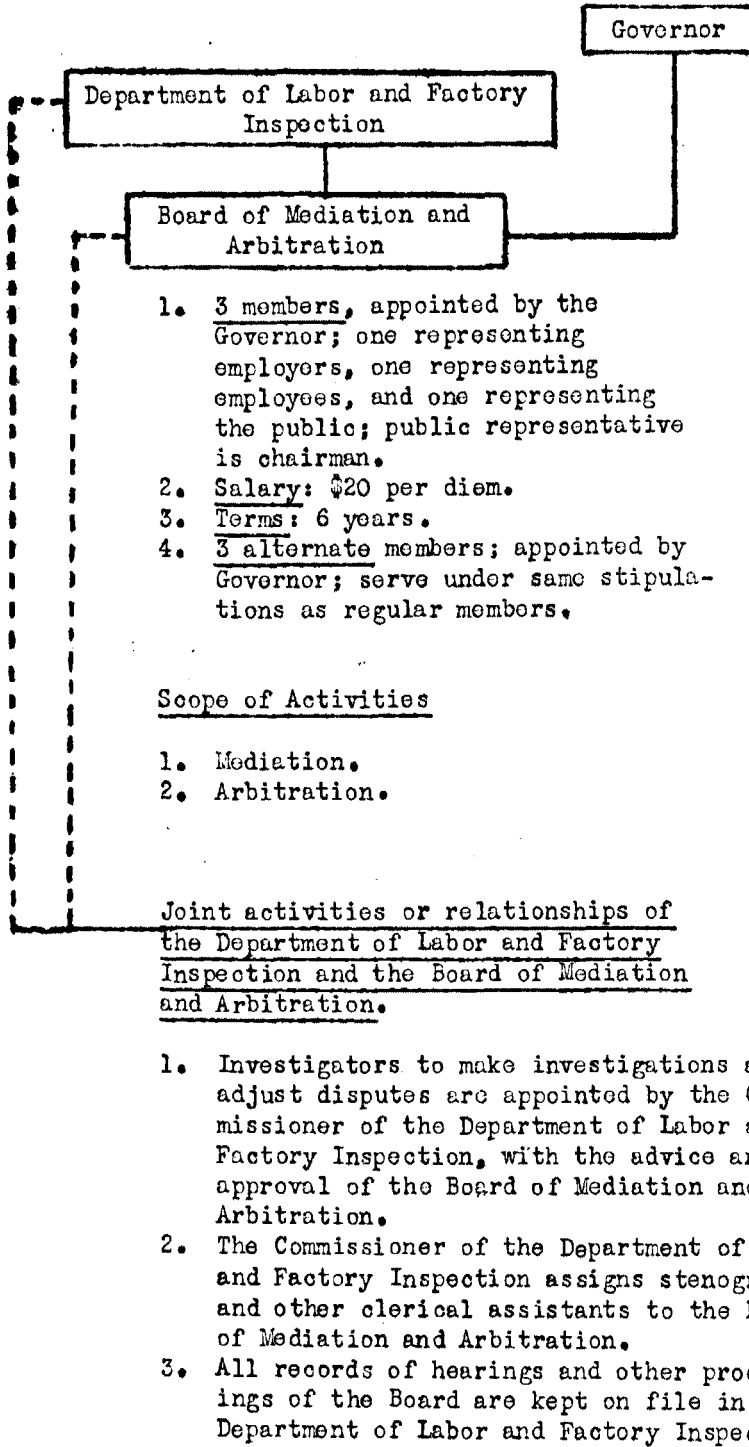 Governor
Department of Labor and Factory
Inspection
Board of Mediation and
Arbitration
1. 3 members, appointed by the
Governor; one representing
employers, one representing
employees, and one representing
the public; public representative
is chairman.
2. Salary: $20 per diem.
3. Terms: 6 years.
4. 3 alternate members; appointed by
Governor; serve under same stipula-
tions as regular members.
Scope of Activities
1. Mediation.
2. Arbitration.
Joint activities or relationships of
the Department of Labor and Factory
Inspection and the Board of Mediation
and Arbitration.
1. Investigators to make investigations
adjust disputes are appointed by the
missioner of the Department of Labor
Factory Inspection, with the advice
approval of the Board of Mediation and
Arbitration.
2. The Commissioner of the Department of
and Factory Inspection assigns
and other clerical assistants to the
of Mediation and Arbitration.
3. All records of hearings and other
ings of the Board are kept on file in
Department of Labor and Factory